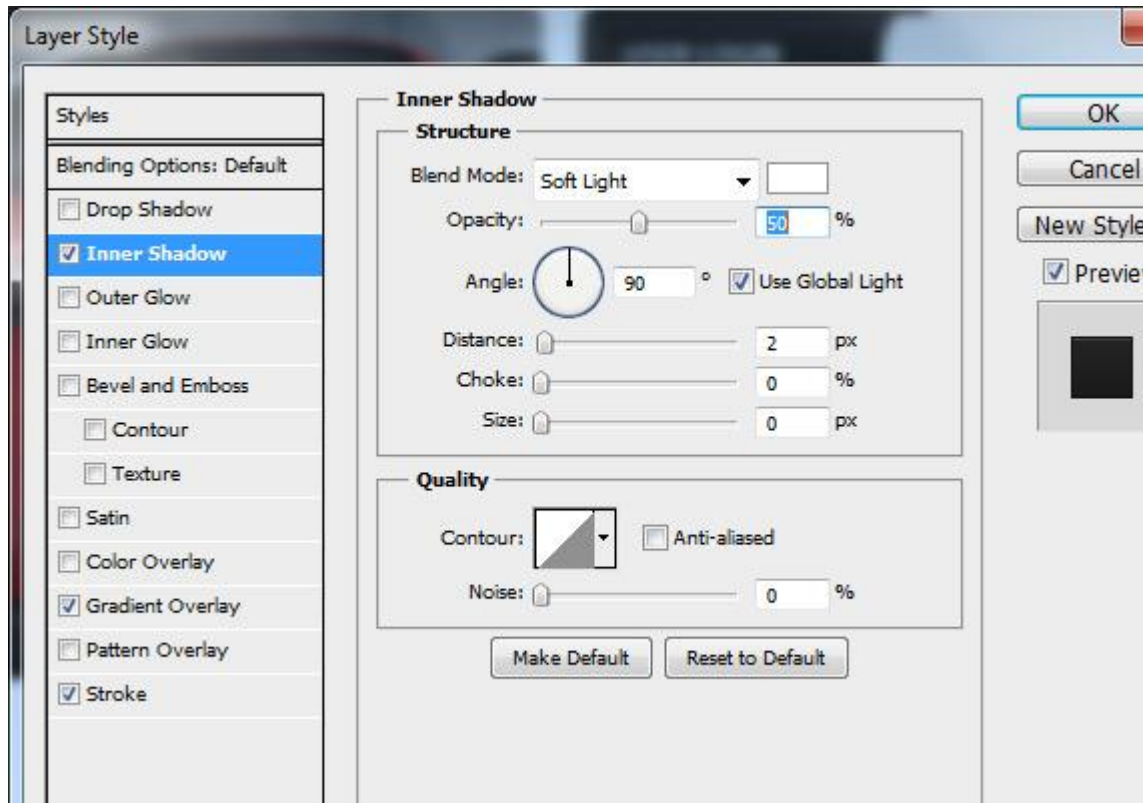 Layer Style
Styles
Blending Options: Default
Drop Shadow
Inner Shadow
Outer Glow
Inner Glow
Bevel and Emboss
Contour
Texture
Satin
Color Overlay
Gradient Overlay
Pattern Overlay
Stroke
Inner Shadow
Structure
Blend Mode: Soft Light
Opacity: 50 %
Angle: 90 ° Use Global Light
Distance: 2 px
Choke: 0 %
Size: 0 px
Quality
Contour: Anti-aliased
Noise: 0 %
Make Default Reset to Default
OK
Cancel
New Style
Previe